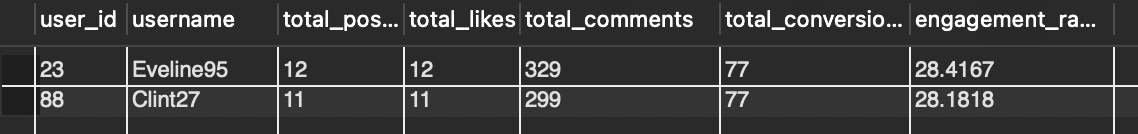 user_id username total_pos... total_likes total_comments total_conversio... engagement_ra...
23 Eveline95 12 12 329 77 28.4167
88 Clint27 11 11 299 77 28.1818